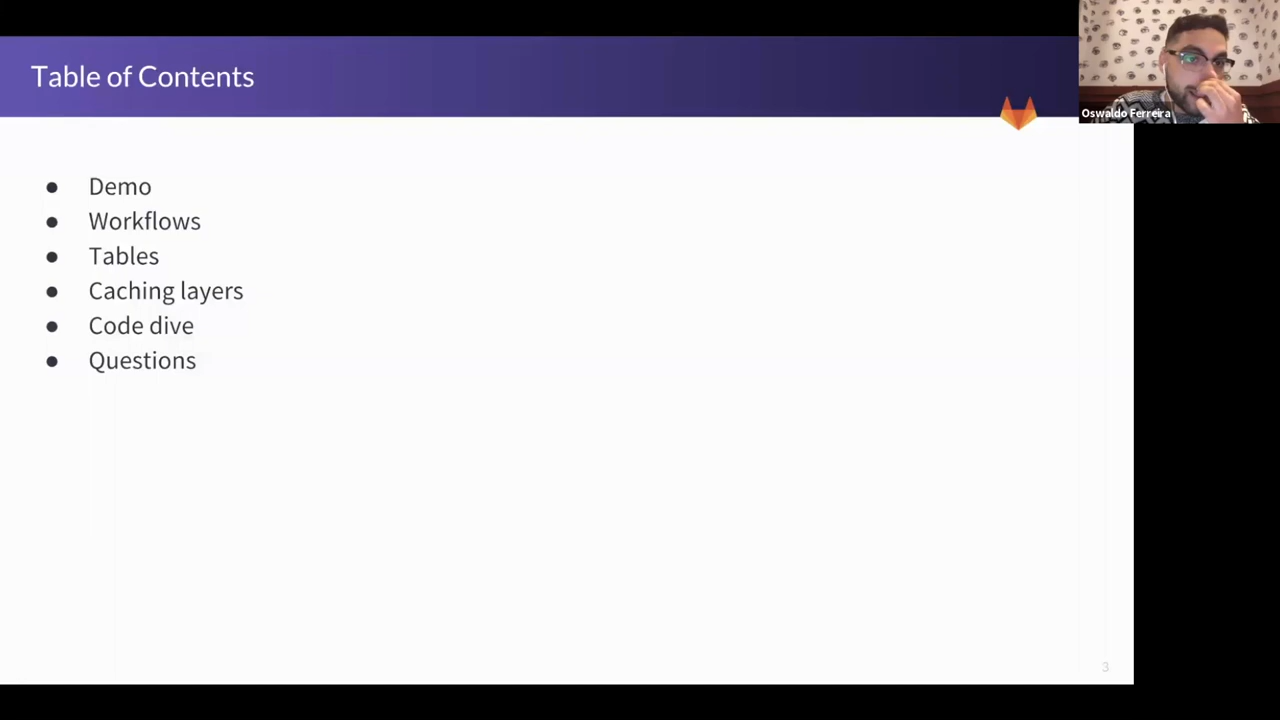 Table of Contents
Oswaldo Ferreira
● Demo
● Workflows
● Tables
● Caching layers
● Code dive
● Questions
3